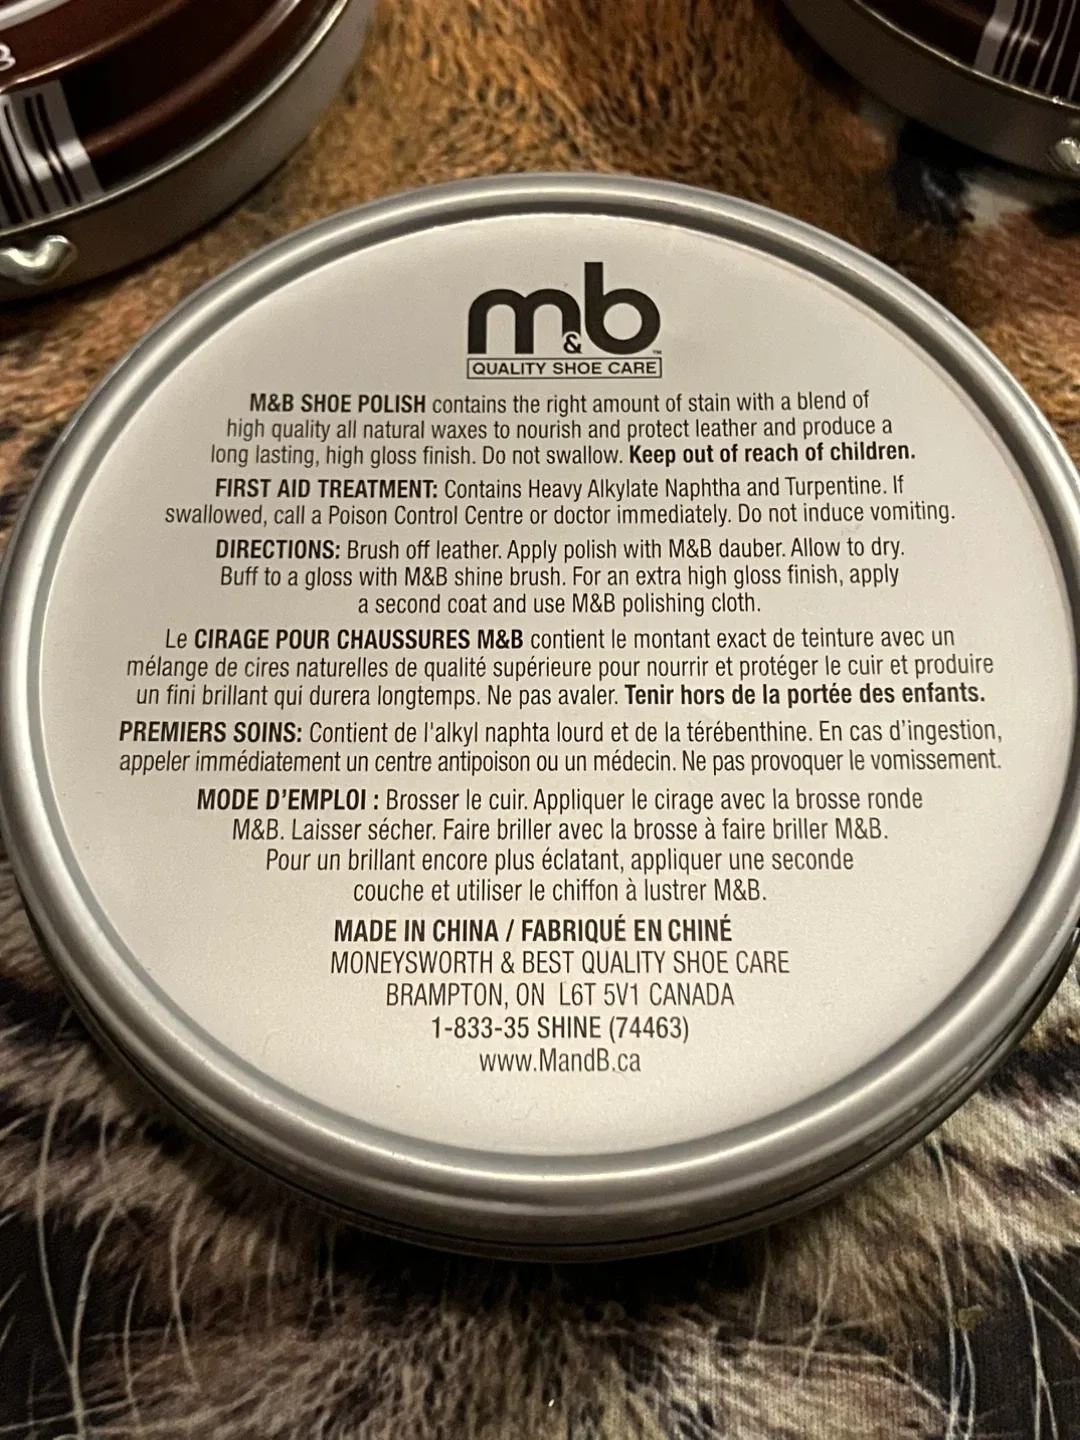 m&b™
QUALITY SHOE CARE
M&B SHOE POLISH contains the right amount of stain with a blend of
high quality all natural waxes to nourish and protect leather and produce a
long lasting, high gloss finish. Do not swallow. Keep out of reach of children.
FIRST AID TREATMENT: Contains Heavy Alkylate Naphtha and Turpentine. If
swallowed, call a Poison Control Centre or doctor immediately. Do not induce vomiting.
DIRECTIONS: Brush off leather. Apply polish with M&B dauber. Allow to dry.
Buff to a gloss with M&B shine brush. For an extra high gloss finish, apply
a second coat and use M&B polishing cloth.
Le CIRAGE POUR CHAUSSURES M&B contient le montant exact de teinture avec un
mélange de cires naturelles de qualité supérieure pour nourrir et protéger le cuir et produire
un fini brillant qui durera longtemps. Ne pas avaler. Tenir hors de la portée des enfants.
PREMIERS SOINS: Contient de l'alkyl naphta lourd et de la térébenthine. En cas d'ingestion,
appeler immédiatement un centre antipoison ou un médecin. Ne pas provoquer le vomissement.
MODE D'EMPLOI : Brosser le cuir. Appliquer le cirage avec la brosse ronde
M&B. Laisser sécher. Faire briller avec la brosse à faire briller M&B.
Pour un brillant encore plus éclatant, appliquer une seconde
couche et utiliser le chiffon à lustrer M&B.
MADE IN CHINA / FABRIQUÉ EN CHINÉ
MONEYSWORTH & BEST QUALITY SHOE CARE
BRAMPTON, ON L6T 5V1 CANADA
1-833-35 SHINE (74463)
www.MandB.ca